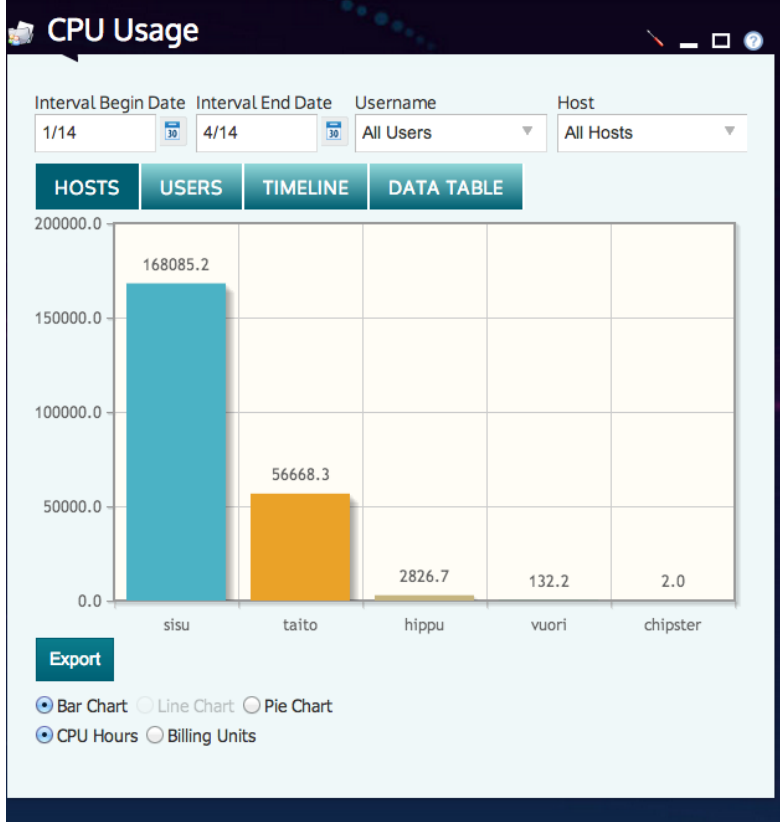 CPU Usage
Interval Begin Date Interval End Date Username Host
1/14 30 4/14 30 All Users All Hosts
HOSTS USERS TIMELINE DATA TABLE
200000.0
168085.2
150000.0
100000.0
56668.3
50000.0
2826.7 132.2 2.0
0.0
sisu taito hippu vuori chipster
Export
Bar Chart Line Chart Pie Chart
CPU Hours Billing Units